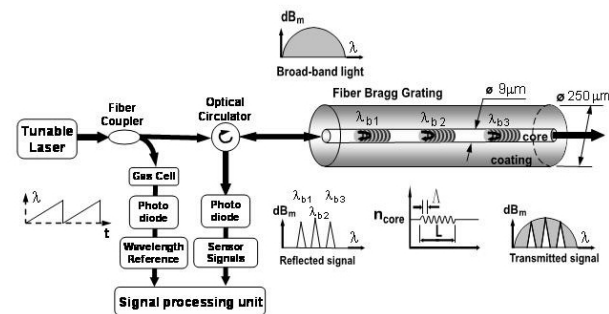 dBm
λ
Broad-band light
Fiber Bragg Grating
ø 9µm
ø 250 µm
Tunable
Laser
Fiber
Coupler
Optical
Circulator
λb1
λb2
λb3
core
coating
λ
t
Gas Cell
Photo
diode
Wavelength
Reference
Photo
diode
Sensor
Signals
Signal processing unit
λb1
λb3
dBm
λb2
λ
Reflected signal
ncore
Λ
L
dBm
λ
Transmitted signal